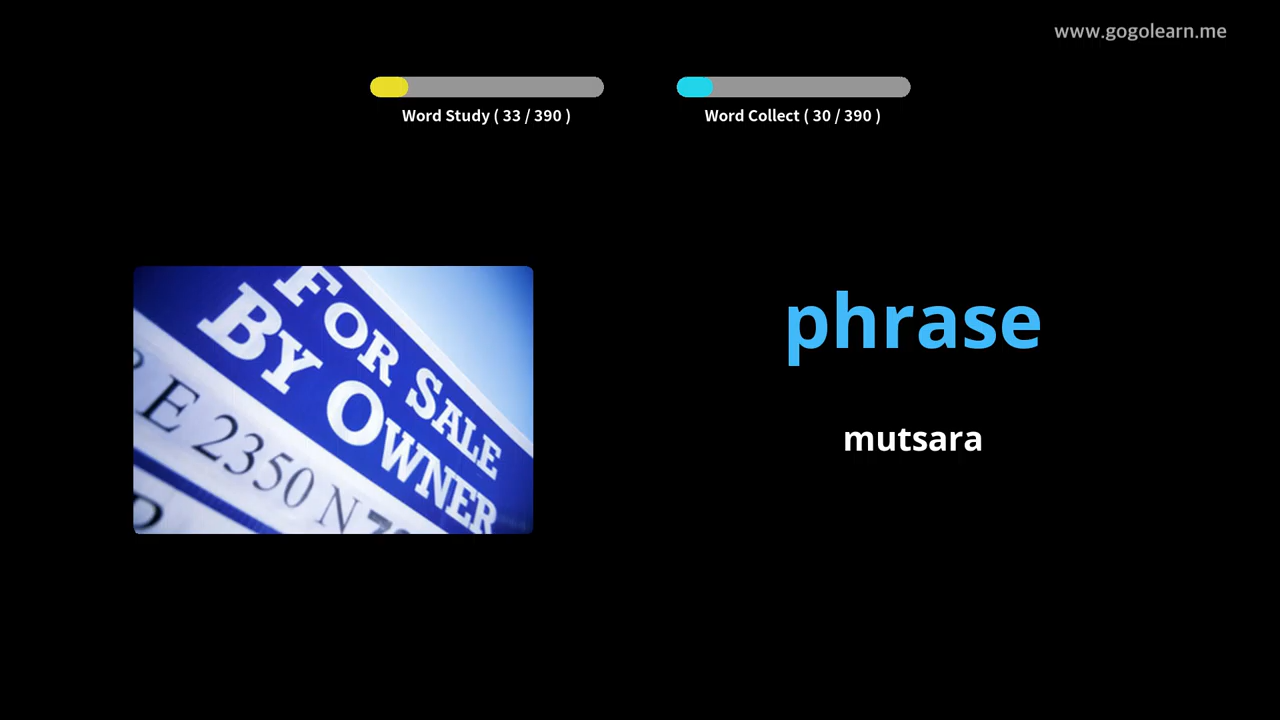 www.gogolearn.me
Word Study ( 33 / 390 )
Word Collect ( 30 / 390 )
FOR SALE
BY OWNER
E 2350 N
phrase
mutsara